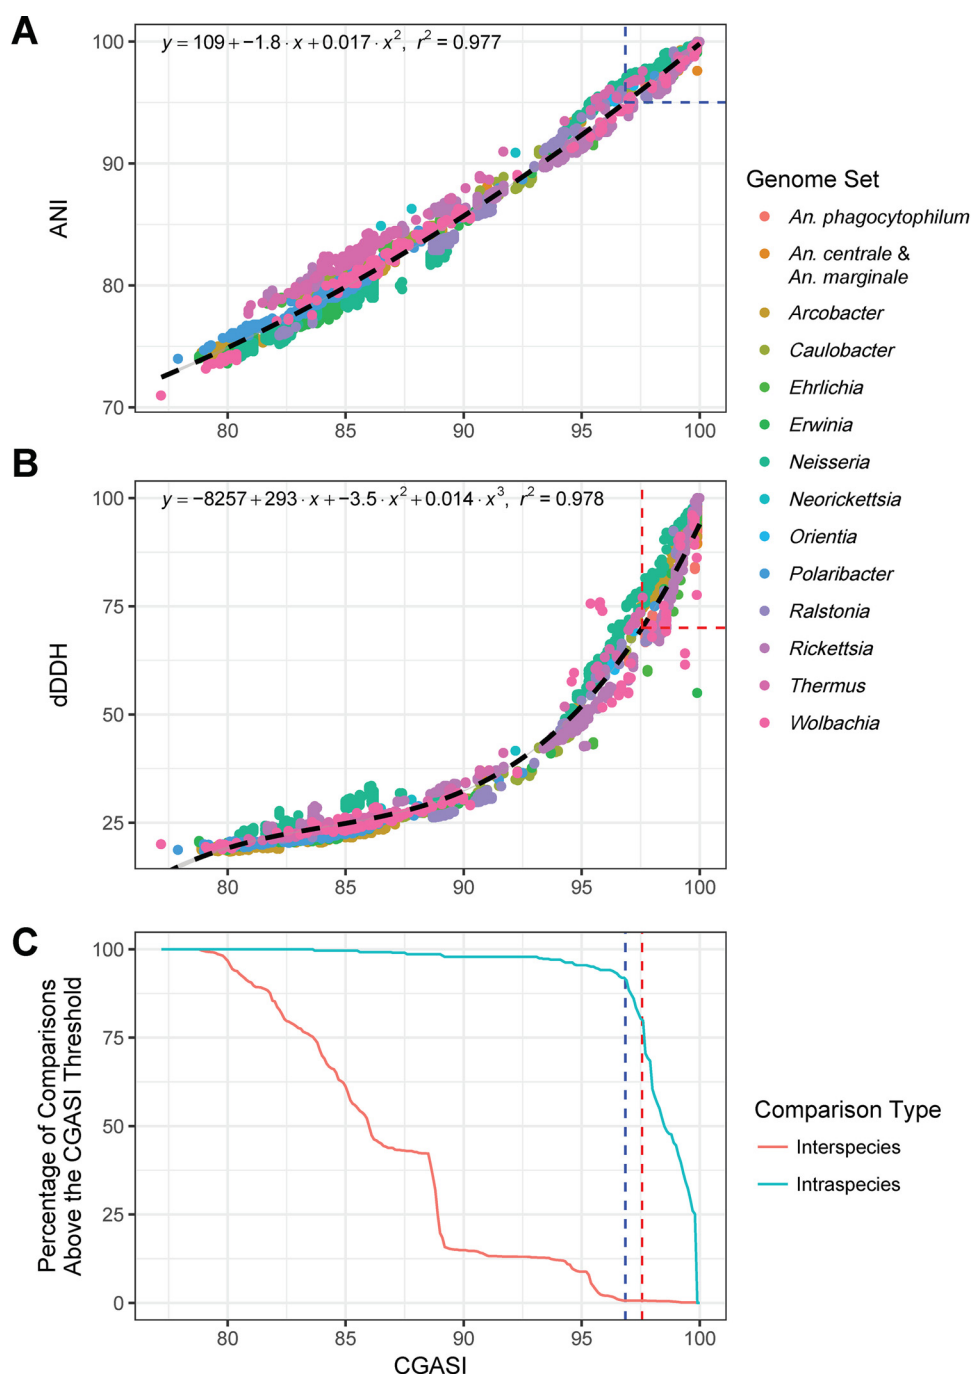 A
y = 109 + −1.8 · x + 0.017 · x², r² = 0.977
100
90
80
70
ANI
80 85 90 95 100
B
y = −8257 + 293 · x + −3.5 · x² + 0.014 · x³, r² = 0.978
100
75
50
25
dDDH
80 85 90 95 100
C
100
75
50
25
0
Percentage of Comparisons
Above the CGASI Threshold
80 85 90 95 100
CGASI
Genome Set
An. phagocytophilum
An. centrale &
An. marginale
Arcobacter
Caulobacter
Ehrlichia
Erwinia
Neisseria
Neorickettsia
Orientia
Polaribacter
Ralstonia
Rickettsia
Thermus
Wolbachia
Comparison Type
Interspecies
Intraspecies